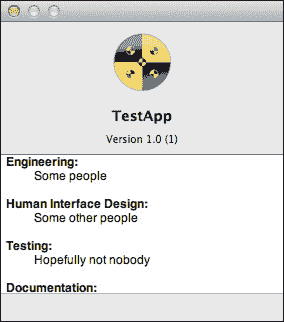 TestApp
Version 1.0 (1)
Engineering:
Some people
Human Interface Design:
Some other people
Testing:
Hopefully not nobody
Documentation: